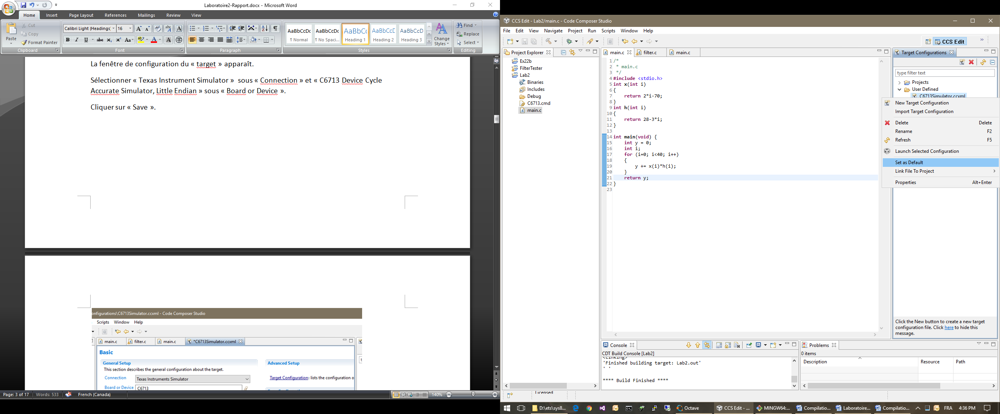 Laboratoire2-Rapport.docx - Microsoft Word
Home Insert Page Layout References Mailings Review View
Paste
Cut
Copy
Format Painter
Clipboard
Calibri Light (Headings) 16
Font
Paragraph
AaBbCcDc AaBbCcDc AaBbC( AaBbCcD AaBbCcD
¶ Normal ¶ No Spaci... Heading 1 Heading 2 Heading 3
Change Styles
Styles
Find
Replace
Select
Editing
La fenêtre de configuration du « target » apparaît.
Sélectionner « Texas Instrument Simulator » sous « Connection » et « C6713 Device Cycle
Accurate Simulator, Little Endian » sous « Board or Device ».
Cliquer sur « Save ».
onfigurations\C6713Simulator.ccxml - Code Composer Studio
Scripts Window Help
main.c filter.c main.c *C6713Simulator.ccxml
Basic
General Setup
This section describes the general configuration about the target.
Connection Texas Instruments Simulator
Board or Device C6713
Advanced Setup
Target Configuration: lists the configuration o
Page: 3 of 17 Words: 533 French (Canada) 140%
CCS Edit - Lab2/main.c - Code Composer Studio
File Edit View Navigate Project Run Scripts Window Help
CCS Edit
Project Explorer
Ex22b
FilterTester
Lab2
Binaries
Includes
Debug
C6713.cmd
main.c
main.c filter.c main.c
1 /*
2 * main.c
3 */
4 #include <stdio.h>
5 int x(int i)
6 {
7 return 2*i-70;
8 }
9 int h(int i)
10 {
11 return 28-3*i;
12 }
13
14 int main(void) {
15 int y = 0;
16 int i;
17 for (i=0; i<40; i++)
18 {
19 y += x(i)*h(i);
20 }
21 return y;
22 }
23
Target Configurations
type filter text
Projects
User Defined
C6713Simulator.ccxml
New Target Configuration
Import Target Configuration
Delete Delete
Rename F2
Refresh F5
Launch Selected Configuration
Set as Default
Link File To Project
Properties Alt+Enter
Click the New button to create a new target
configuration file. Click here to hide this
message.
Console
CDT Build Console [Lab2]
<Linking>
'Finished building target: Lab2.out'
' '
**** Build Finished ****
Problems
0 items
Description Resource Path
Licensed
D:\ets\sys8... Octave CCS Edit - ... MINGW64:... Compilatio... Laboratoire... Compilatio... FRA 4:36 PM